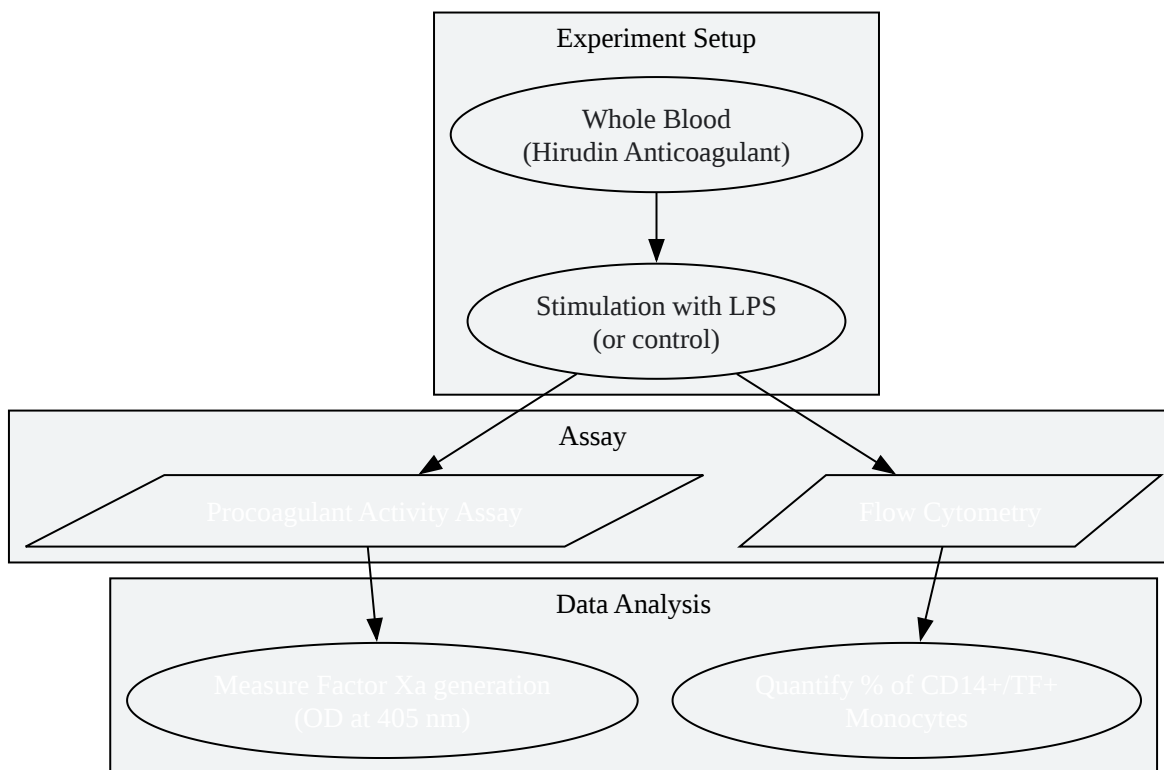 Experiment Setup
Whole Blood
(Hirudin Anticoagulant)
Stimulation with LPS
(or control)
Assay
Procoagulant Activity Assay
Flow Cytometry
Data Analysis
Measure Factor Xa generation
(OD at 405 nm)
Quantify % of CD14+/TF+
Monocytes